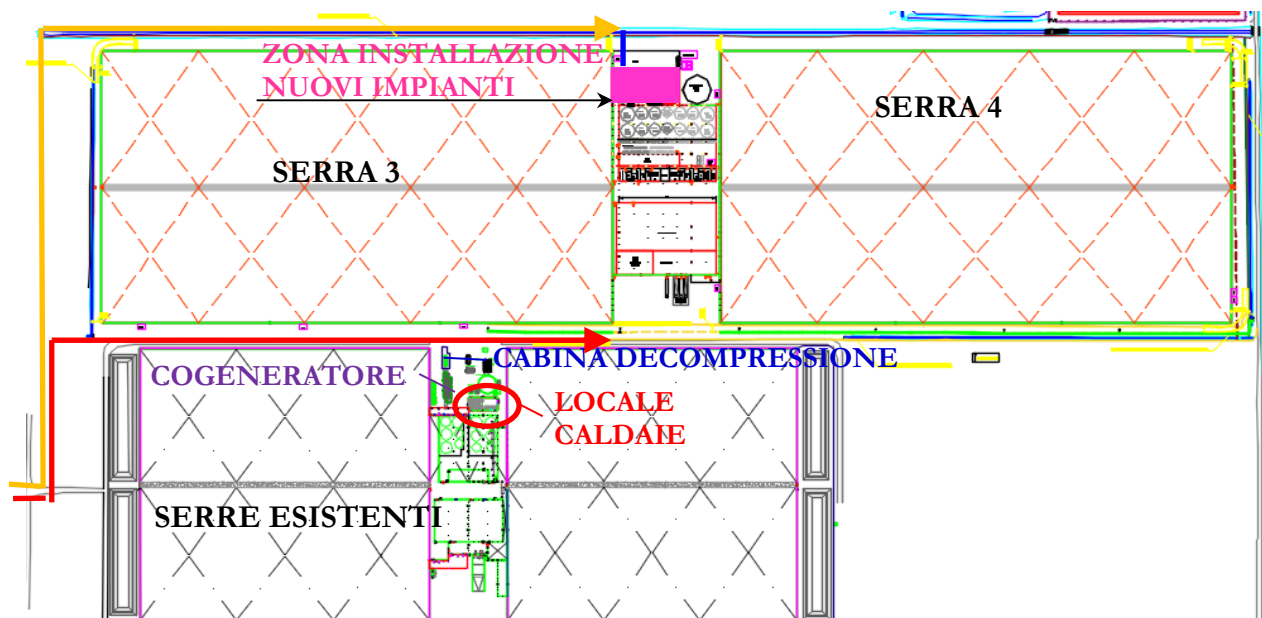 ZONA INSTALLAZIONE
NUOVI IMPIANTI
SERRA 4
SERRA 3
CABINA DECOMPRESSIONE
COGENERATORE
LOCALE
CALDAIE
SERRE ESISTENTI